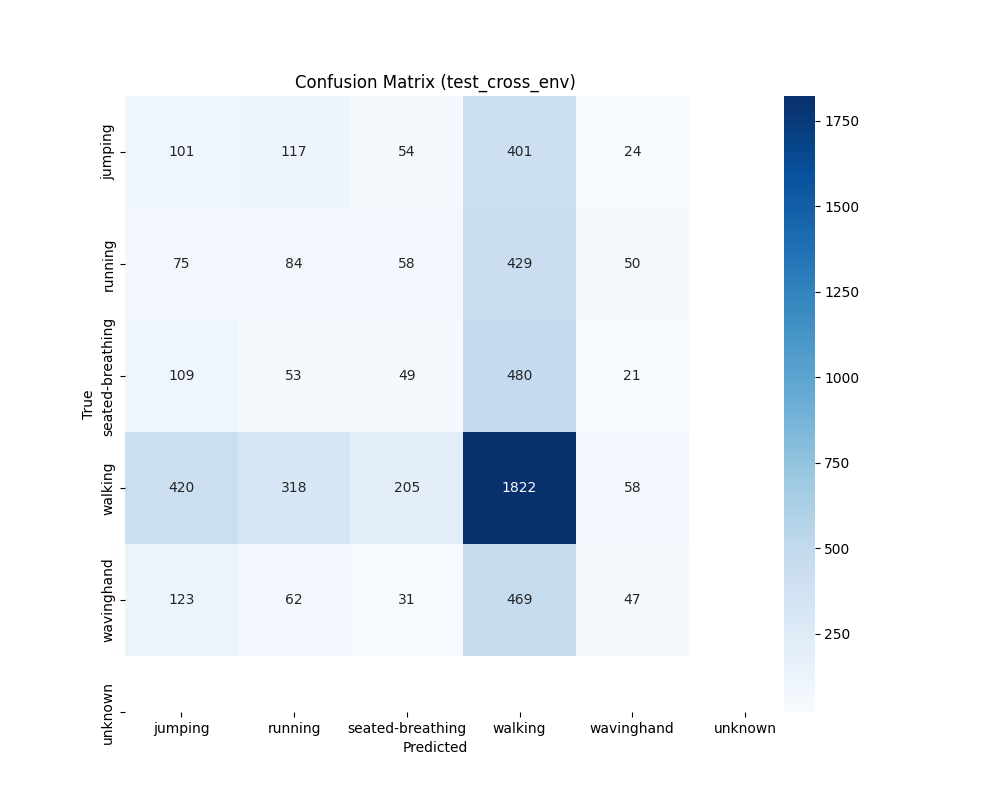 Confusion Matrix (test_cross_env)
jumping 101 117 54 401 24
running 75 84 58 429 50
seated-breathing 109 53 49 480 21
walking 420 318 205 1822 58
wavinghand 123 62 31 469 47
unknown
True
jumping running seated-breathing walking wavinghand unknown
Predicted
1750
1500
1250
1000
750
500
250